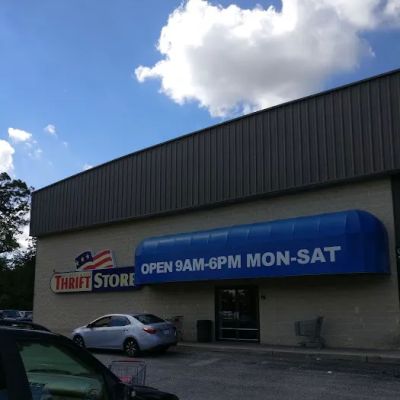 THRIFT STORE
OPEN 9AM-6PM MON-SAT